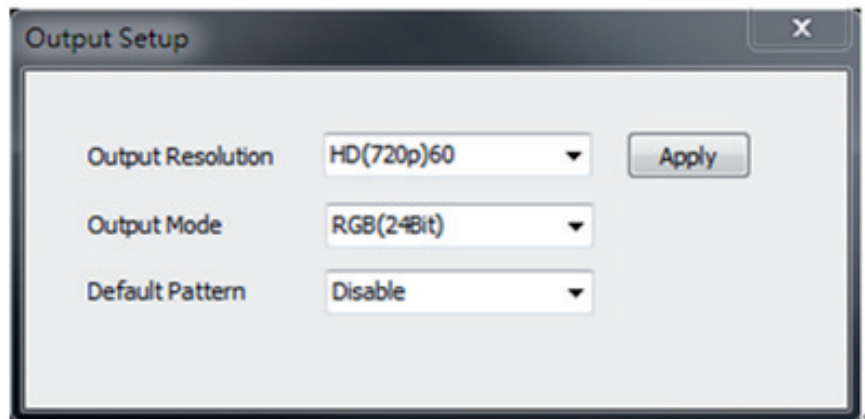 Output Setup
x
Output Resolution HD(720p)60 Apply
Output Mode RGB(24Bit)
Default Pattern Disable